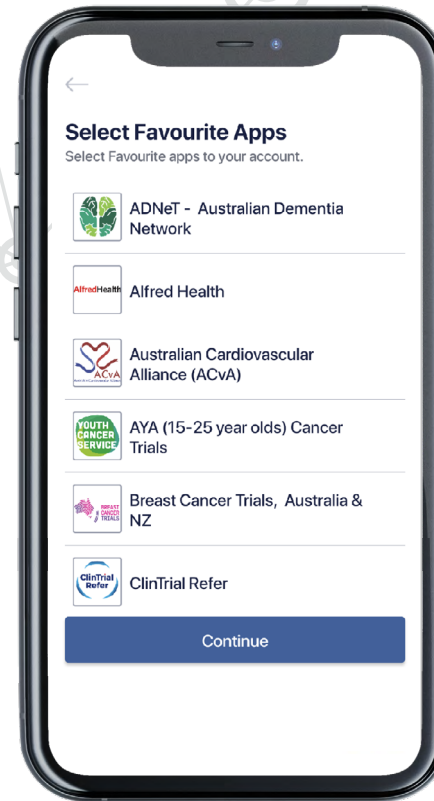 Select Favourite Apps
Select Favourite apps to your account.
ADNeT - Australian Dementia
Network
AlfredHealth
Alfred Health
ACvA
Australian Cardiovascular
Alliance (ACvA)
YOUTH
CANCER
SERVICE
AYA (15-25 year olds) Cancer
Trials
BREAST
CANCER
TRIALS
Breast Cancer Trials, Australia &
NZ
ClinTrial
Refer
ClinTrial Refer
Continue